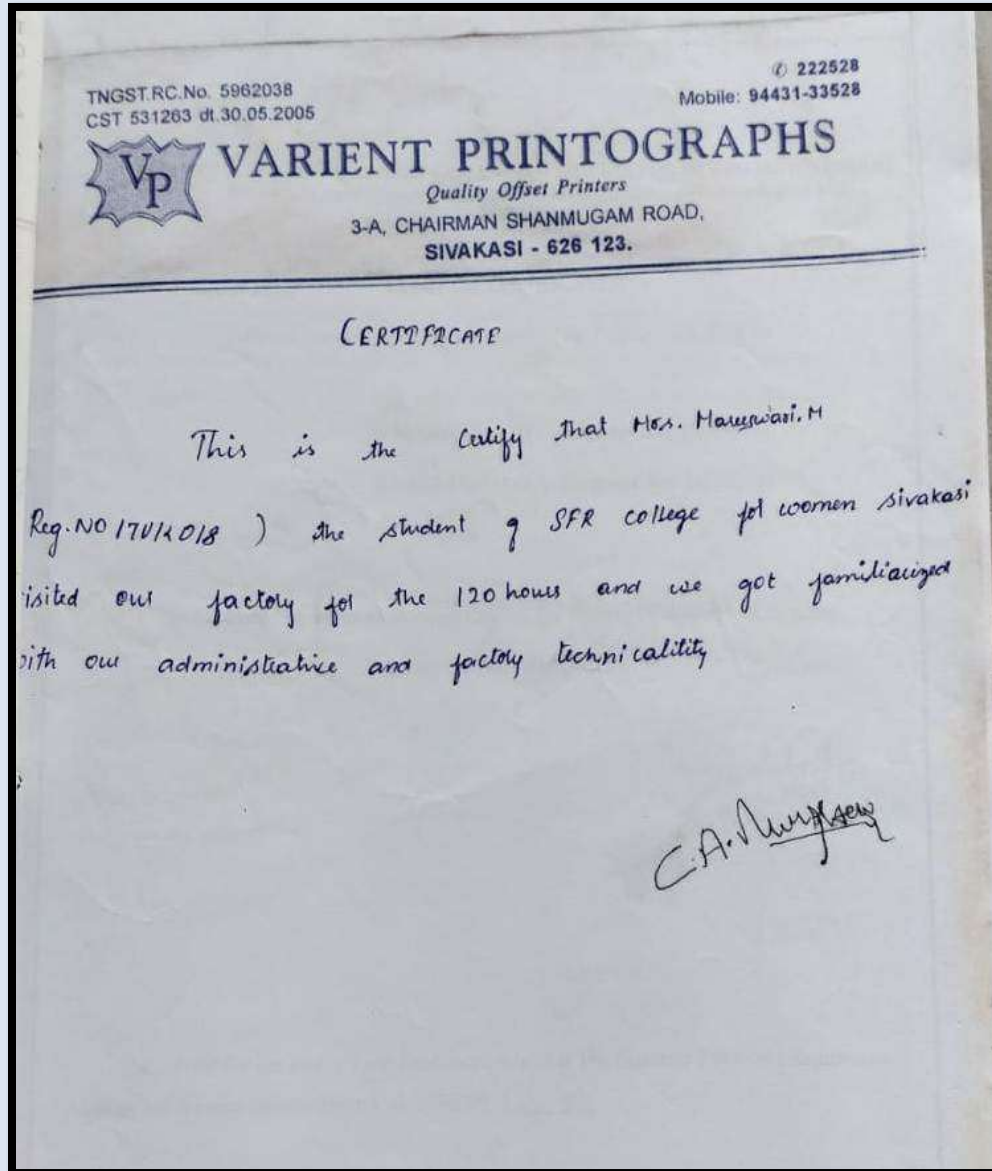 TNGST.RC.No. 5962038
CST 531263 dt.30.05.2005
✆ 222528
Mobile: 94431-33528
VP
VARIENT PRINTOGRAPHS
Quality Offset Printers
3-A, CHAIRMAN SHANMUGAM ROAD,
SIVAKASI - 626 123.
CERTIFICATE
This is the Certify that Mrs. Mareswari.M
Reg.NO 17UK018 ) the student of SFR college for women sivakasi
isited our factory for the 120 hours and we got familiarized
ith our administrative and factory technicalitity
C.A.